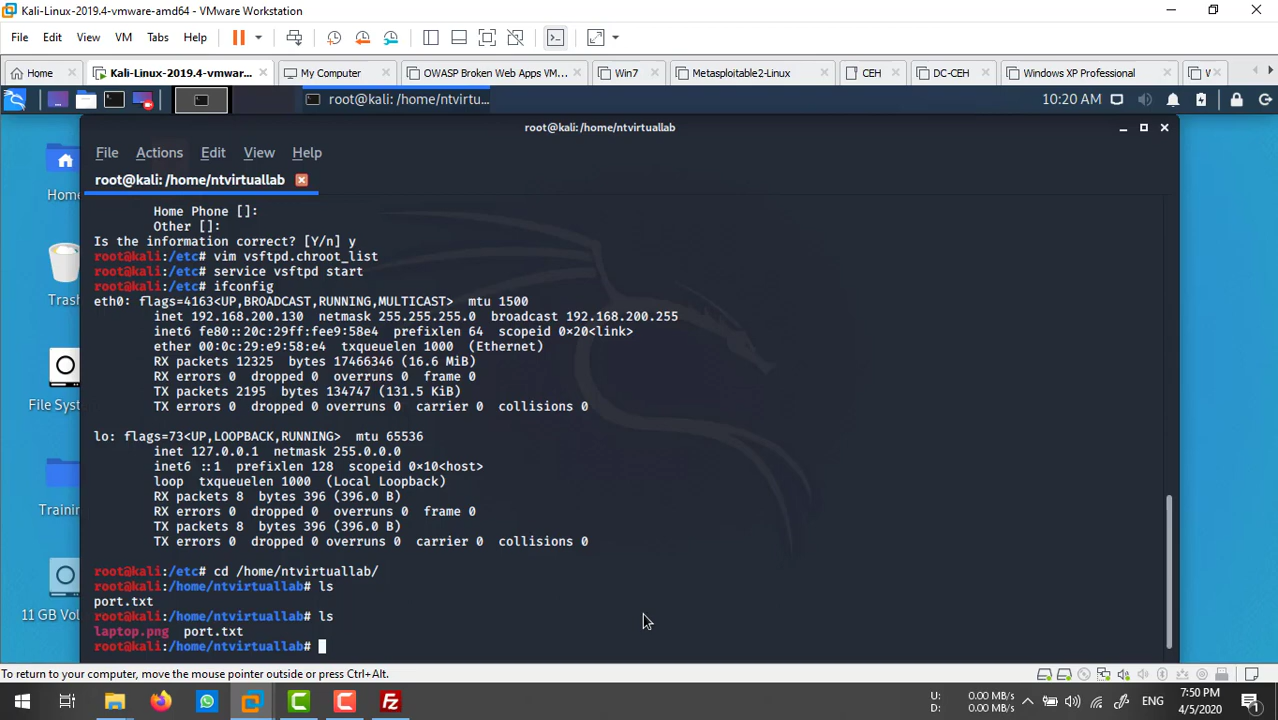 Kali-Linux-2019.4-vmware-amd64 - VMware Workstation
File Edit View VM Tabs Help
Home Kali-Linux-2019.4-vmwar... My Computer OWASP Broken Web Apps VM... Win7 Metasploitable2-Linux CEH DC-CEH Windows XP Professional
root@kali: /home/ntvirtu... 10:20 AM
root@kali: /home/ntvirtuallab
File Actions Edit View Help
root@kali: /home/ntvirtuallab
Home Phone []:
Other []:
Is the information correct? [Y/n] y
root@kali:/etc# vim vsftpd.chroot_list
root@kali:/etc# service vsftpd start
root@kali:/etc# ifconfig
eth0: flags=4163<UP,BROADCAST,RUNNING,MULTICAST> mtu 1500
inet 192.168.200.130 netmask 255.255.255.0 broadcast 192.168.200.255
inet6 fe80::20c:29ff:fee9:58e4 prefixlen 64 scopeid 0×20<link>
ether 00:0c:29:e9:58:e4 txqueuelen 1000 (Ethernet)
RX packets 12325 bytes 17466346 (16.6 MiB)
RX errors 0 dropped 0 overruns 0 frame 0
TX packets 2195 bytes 134747 (131.5 KiB)
TX errors 0 dropped 0 overruns 0 carrier 0 collisions 0
lo: flags=73<UP,LOOPBACK,RUNNING> mtu 65536
inet 127.0.0.1 netmask 255.0.0.0
inet6 ::1 prefixlen 128 scopeid 0×10<host>
loop txqueuelen 1000 (Local Loopback)
RX packets 8 bytes 396 (396.0 B)
RX errors 0 dropped 0 overruns 0 frame 0
TX packets 8 bytes 396 (396.0 B)
TX errors 0 dropped 0 overruns 0 carrier 0 collisions 0
root@kali:/etc# cd /home/ntvirtuallab/
root@kali:/home/ntvirtuallab# ls
port.txt
root@kali:/home/ntvirtuallab# ls
laptop.png port.txt
root@kali:/home/ntvirtuallab#
Home
Trash
File Sys
Training
11 GB Vol
To return to your computer, move the mouse pointer outside or press Ctrl+Alt.
U: 0.00 MB/s
D: 0.00 MB/s
ENG
7:50 PM
4/5/2020